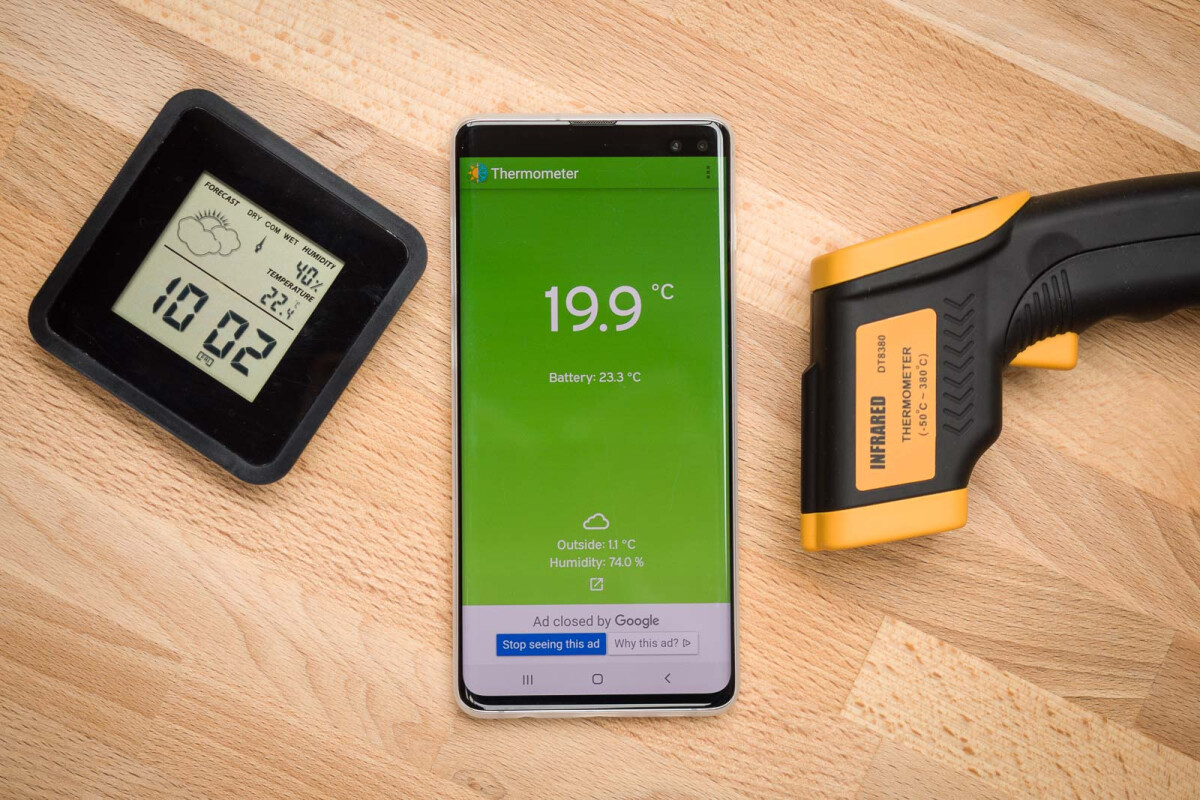 FORECAST DRY COM WET HUMIDITY
40%
TEMPERATURE
22.4 °C
10 02
Thermometer
19.9 °C
Battery: 23.3 °C
Outside: 1.1 °C
Humidity: 74.0 %
Ad closed by Google
Stop seeing this ad
Why this ad?
INFRARED
DT8380
THERMOMETER
(-50°C ~ 380°C)